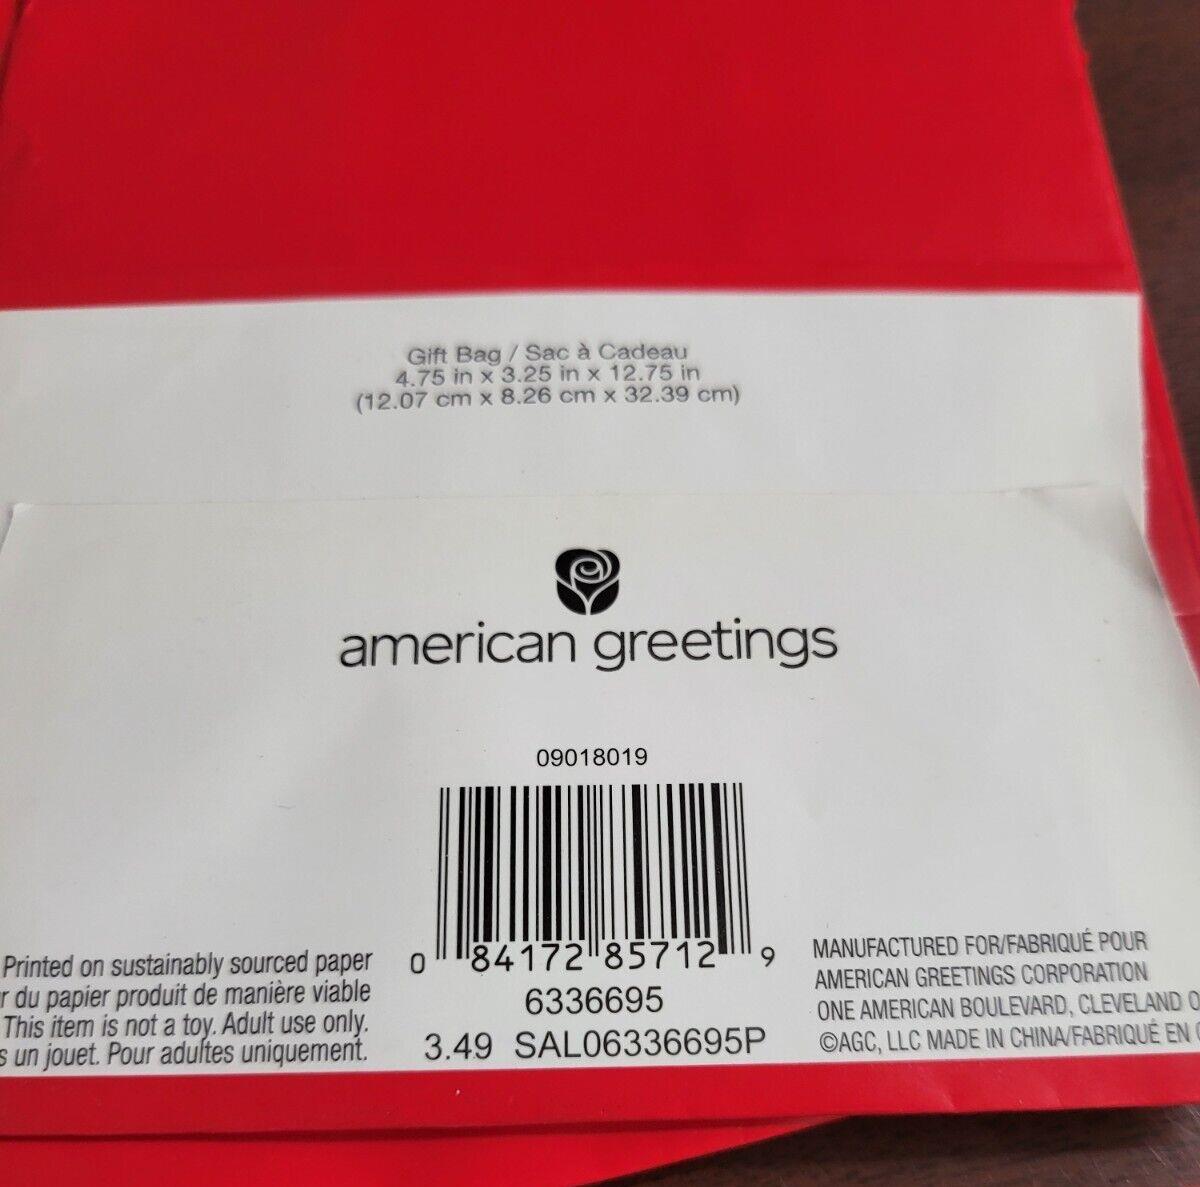 Gift Bag / Sac à Cadeau
4.75 in x 3.25 in x 12.75 in
(12.07 cm x 8.26 cm x 32.39 cm)
american greetings
09018019
0 84172 85712 9
6336695
3.49 SAL06336695P
Printed on sustainably sourced paper
r du papier produit de manière viable
This item is not a toy. Adult use only.
s un jouet. Pour adultes uniquement.
MANUFACTURED FOR/FABRIQUÉ POUR
AMERICAN GREETINGS CORPORATION
ONE AMERICAN BOULEVARD, CLEVELAND O
©AGC, LLC MADE IN CHINA/FABRIQUÉ EN